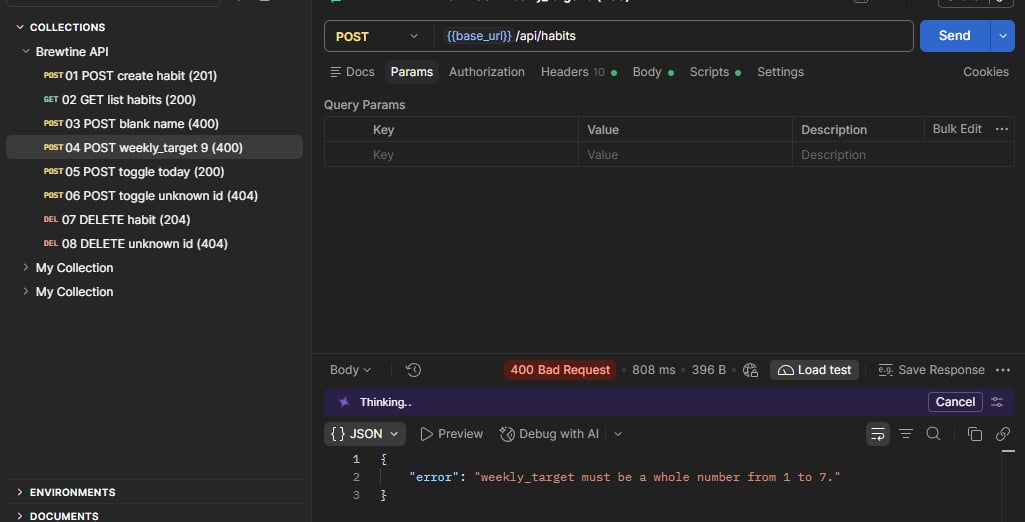 COLLECTIONS
Brewtine API
POST 01 POST create habit (201)
GET 02 GET list habits (200)
POST 03 POST blank name (400)
POST 04 POST weekly_target 9 (400)
POST 05 POST toggle today (200)
POST 06 POST toggle unknown id (404)
DEL 07 DELETE habit (204)
DEL 08 DELETE unknown id (404)
My Collection
My Collection
ENVIRONMENTS
DOCUMENTS
POST {{base_url}} /api/habits Send
Docs Params Authorization Headers 10 Body Scripts Settings Cookies
Query Params
Key Value Description Bulk Edit
Key Value Description
Body 400 Bad Request 808 ms 396 B Load test e.g. Save Response
Thinking.. Cancel
{} JSON Preview Debug with AI
1 {
2 "error": "weekly_target must be a whole number from 1 to 7."
3 }